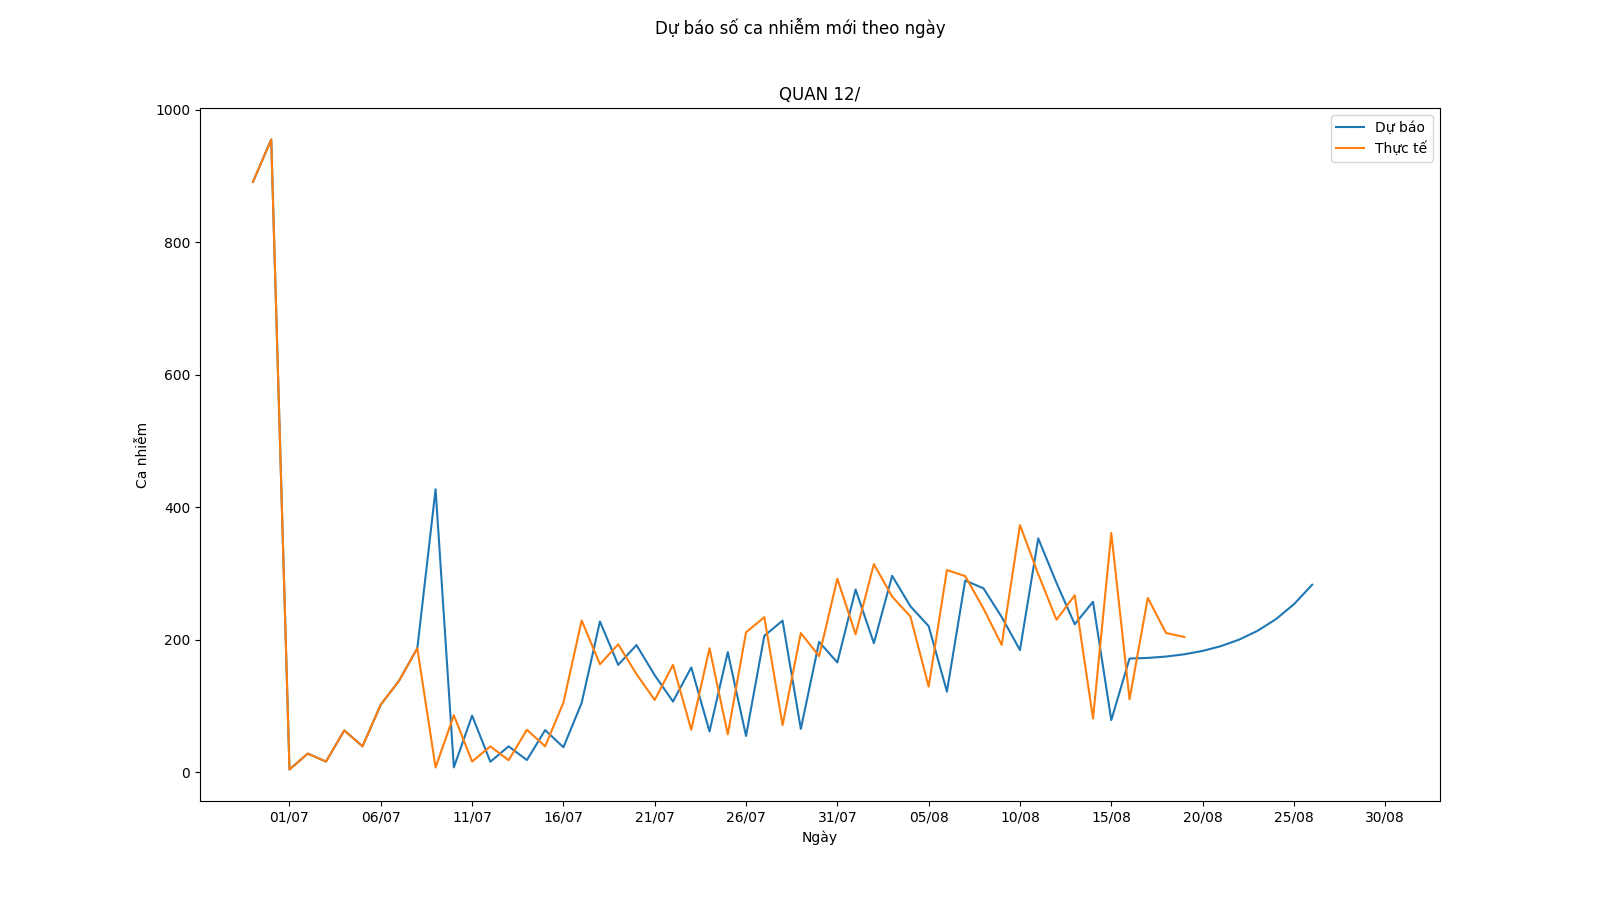 Dự báo số ca nhiễm mới theo ngày
QUAN 12/
1000
800
600
400
200
0
Ca nhiễm
Dự báo
Thực tế
01/07 06/07 11/07 16/07 21/07 26/07 31/07 05/08 10/08 15/08 20/08 25/08 30/08
Ngày